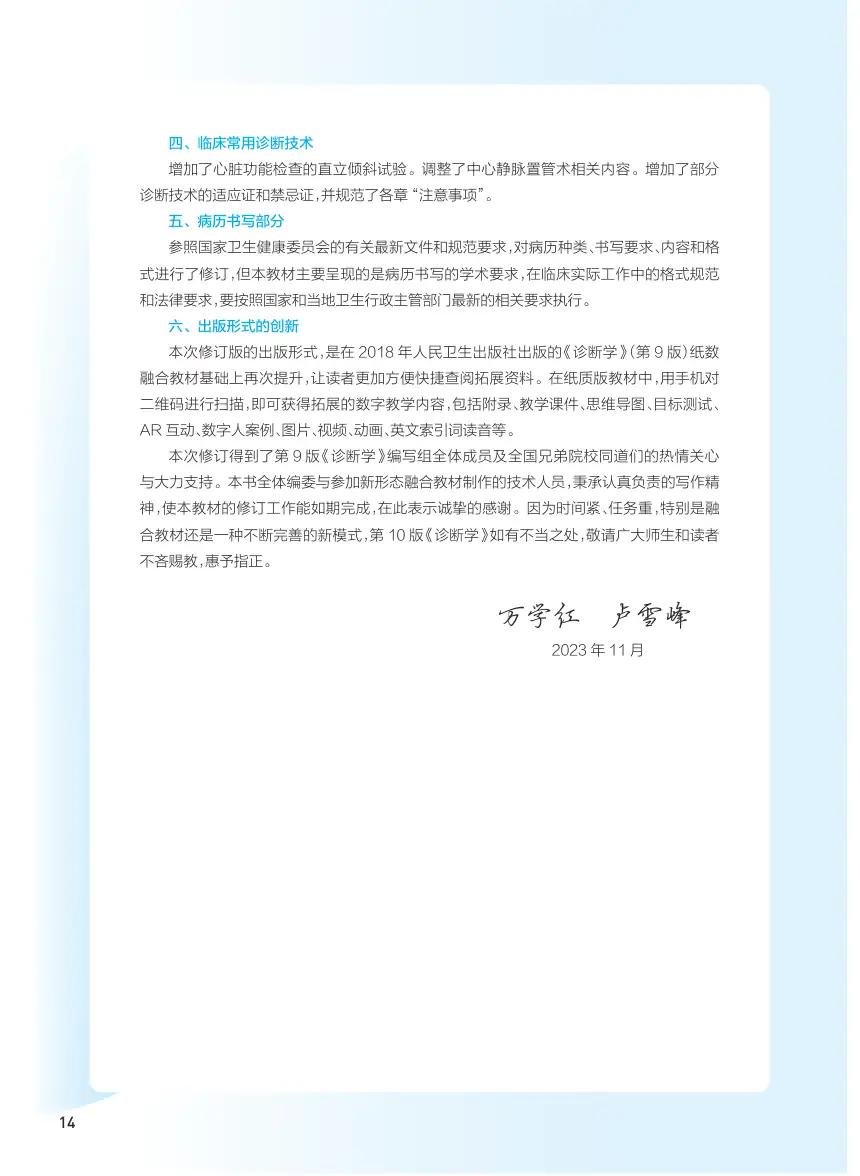 四、临床常用诊断技术
增加了心脏功能检查的直立倾斜试验。调整了中心静脉置管术相关内容。增加了部分
诊断技术的适应证和禁忌证,并规范了各章“注意事项”。
五、病历书写部分
参照国家卫生健康委员会的有关最新文件和规范要求,对病历种类、书写要求、内容和格
式进行了修订,但本教材主要呈现的是病历书写的学术要求,在临床实际工作中的格式规范
和法律要求,要按照国家和当地卫生行政主管部门最新的相关要求执行。
六、出版形式的创新
本次修订版的出版形式,是在 2018 年人民卫生出版社出版的《诊断学》(第 9 版)纸数
融合教材基础上再次提升,让读者更加方便快捷查阅拓展资料。在纸质版教材中,用手机对
二维码进行扫描,即可获得拓展的数字教学内容,包括附录、教学课件、思维导图、目标测试、
AR 互动、数字人案例、图片、视频、动画、英文索引词读音等。
本次修订得到了第 9 版《诊断学》编写组全体成员及全国兄弟院校同道们的热情关心
与大力支持。本书全体编委与参加新形态融合教材制作的技术人员,秉承认真负责的写作精
神,使本教材的修订工作能如期完成,在此表示诚挚的感谢。因为时间紧、任务重,特别是融
合教材还是一种不断完善的新模式,第 10 版《诊断学》如有不当之处,敬请广大师生和读者
不吝赐教,惠予指正。
万学红 卢雪峰
2023 年 11 月
14